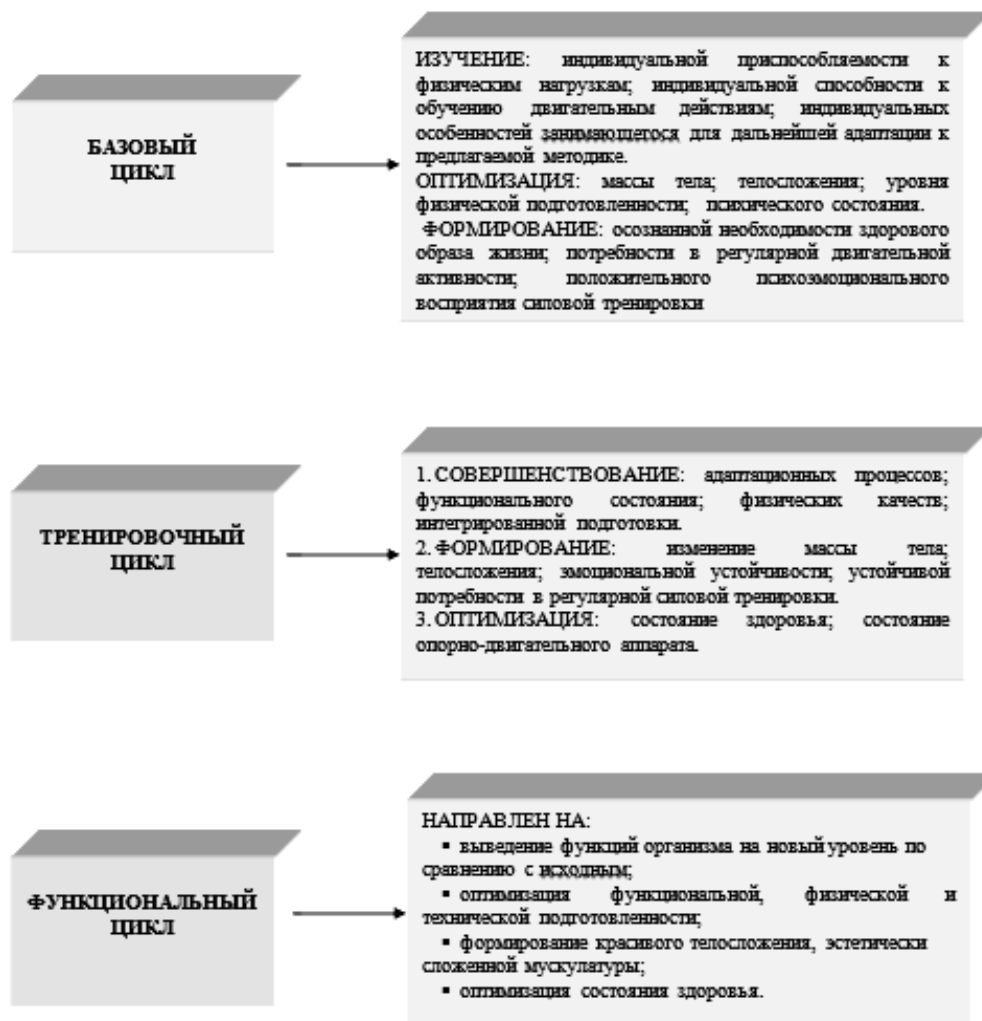 БАЗОВЫЙ
ЦИКЛ
ИЗУЧЕНИЕ: индивидуальной приспособляемости к
физическим нагрузкам; индивидуальной способности к
обучению двигательным действиям; индивидуальных
особенностей занимающегося для дальнейшей адаптации к
предлагаемой методике.
ОПТИМИЗАЦИЯ: массы тела; телосложения; уровня
физической подготовленности; психического состояния.
ФОРМИРОВАНИЕ: осознанной необходимости здорового
образа жизни; потребности в регулярной двигательной
активности; положительного психоэмоционального
восприятия силовой тренировки
ТРЕНИРОВОЧНЫЙ
ЦИКЛ
1. СОВЕРШЕНСТВОВАНИЕ: адаптационных процессов;
функционального состояния; физических качеств;
интегрированной подготовки.
2. ФОРМИРОВАНИЕ: изменение массы тела;
телосложения; эмоциональной устойчивости; устойчивой
потребности в регулярной силовой тренировки.
3. ОПТИМИЗАЦИЯ: состояние здоровья; состояние
опорно-двигательного аппарата.
ФУНКЦИОНАЛЬНЫЙ
ЦИКЛ
НАПРАВЛЕН НА:
▪ выведение функций организма на новый уровень по
сравнению с исходным;
▪ оптимизация функциональной, физической и
технической подготовленности;
▪ формирование красивого телосложения, эстетически
сложенной мускулатуры;
▪ оптимизация состояния здоровья.